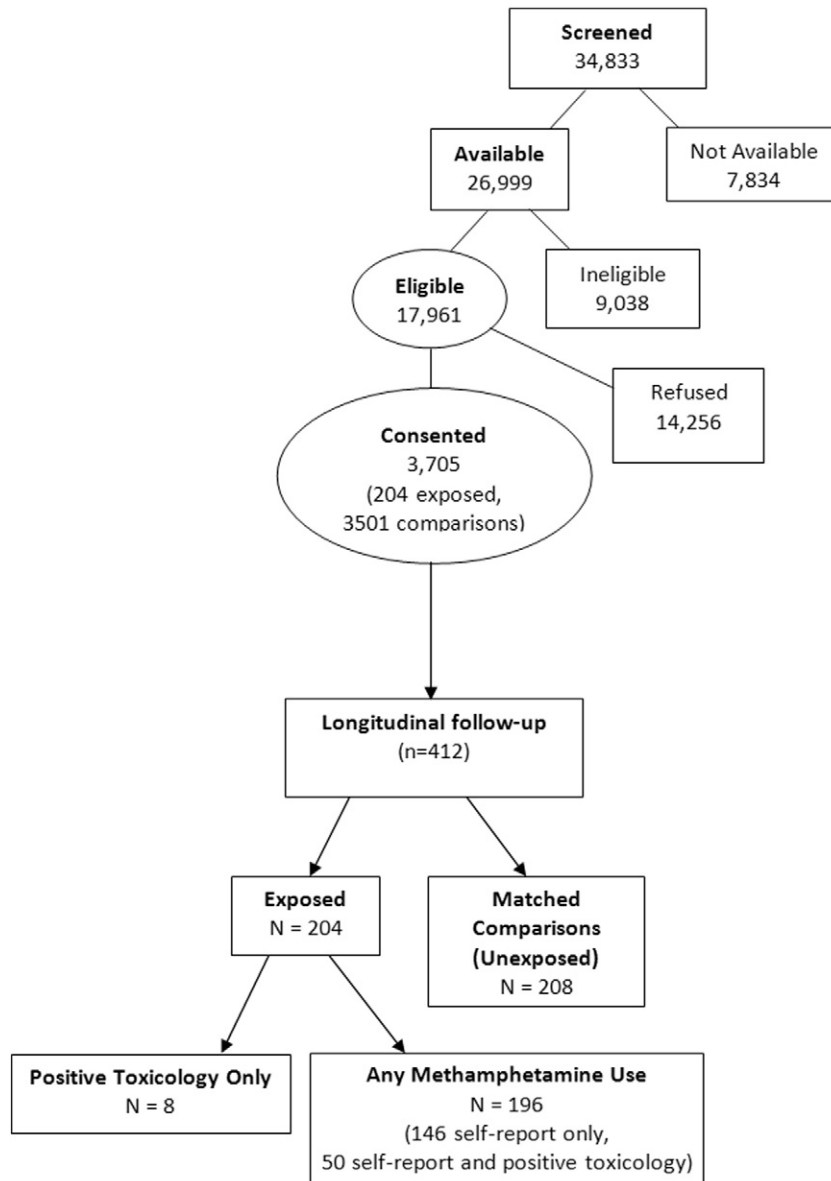 Screened
34,833
Available
26,999
Not Available
7,834
Eligible
17,961
Ineligible
9,038
Refused
14,256
Consented
3,705
(204 exposed,
3501 comparisons)
Longitudinal follow-up
(n=412)
Exposed
N = 204
Matched
Comparisons
(Unexposed)
N = 208
Positive Toxicology Only
N = 8
Any Methamphetamine Use
N = 196
(146 self-report only,
50 self-report and positive toxicology)